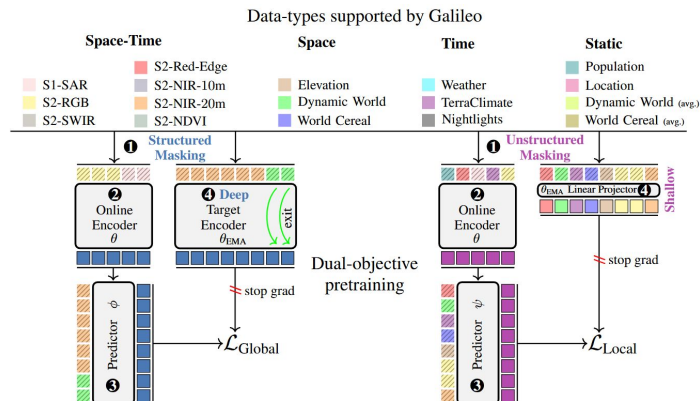 Data-types supported by Galileo
Space-Time
Space
Time
Static
S1-SAR
S2-RGB
S2-SWIR
S2-Red-Edge
S2-NIR-10m
S2-NIR-20m
S2-NDVI
Elevation
Dynamic World
World Cereal
Weather
TerraClimate
Nightlights
Population
Location
Dynamic World (avg.)
World Cereal (avg.)
1 Structured
Masking
2
Online
Encoder
θ
4 Deep
Target
Encoder
θEMA
exit
Predictor ϕ
3
stop grad
LGlobal
Dual-objective
pretraining
1 Unstructured
Masking
2
Online
Encoder
θ
θEMA Linear Projector 4
Shallow
Predictor ψ
3
stop grad
LLocal